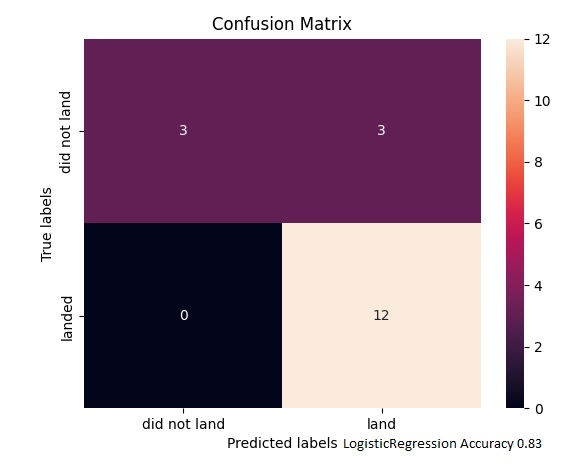 Confusion Matrix
did not land
landed
True labels
3 3
0 12
did not land land
Predicted labels LogisticRegression Accuracy 0.83
12
10
8
6
4
2
0